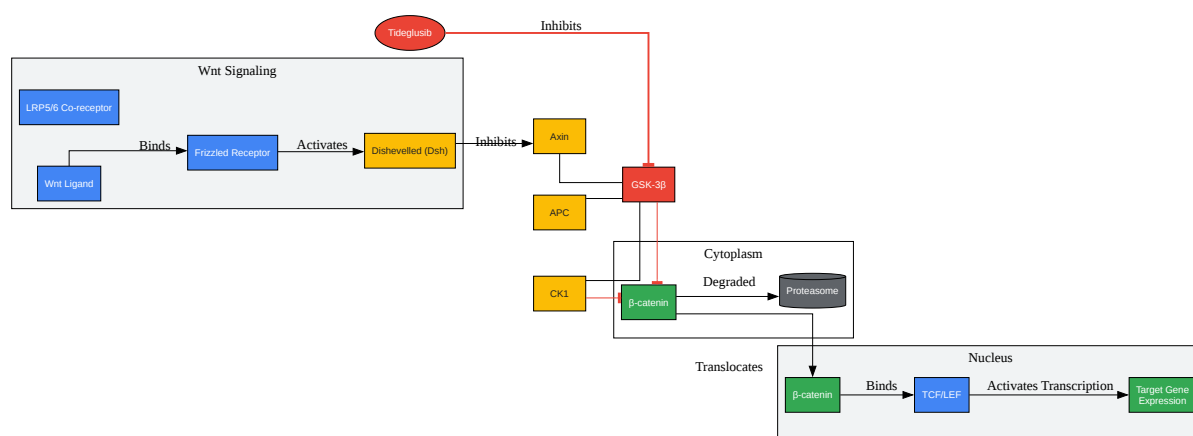 Tideglusib
Inhibits
Wnt Signaling
LRP5/6 Co-receptor
Wnt Ligand
Binds
Frizzled Receptor
Activates
Dishevelled (Dsh)
Inhibits
Axin
GSK-3β
APC
CK1
Cytoplasm
β-catenin
Degraded
Proteasome
Translocates
Nucleus
β-catenin
Binds
TCF/LEF
Activates Transcription
Target Gene
Expression